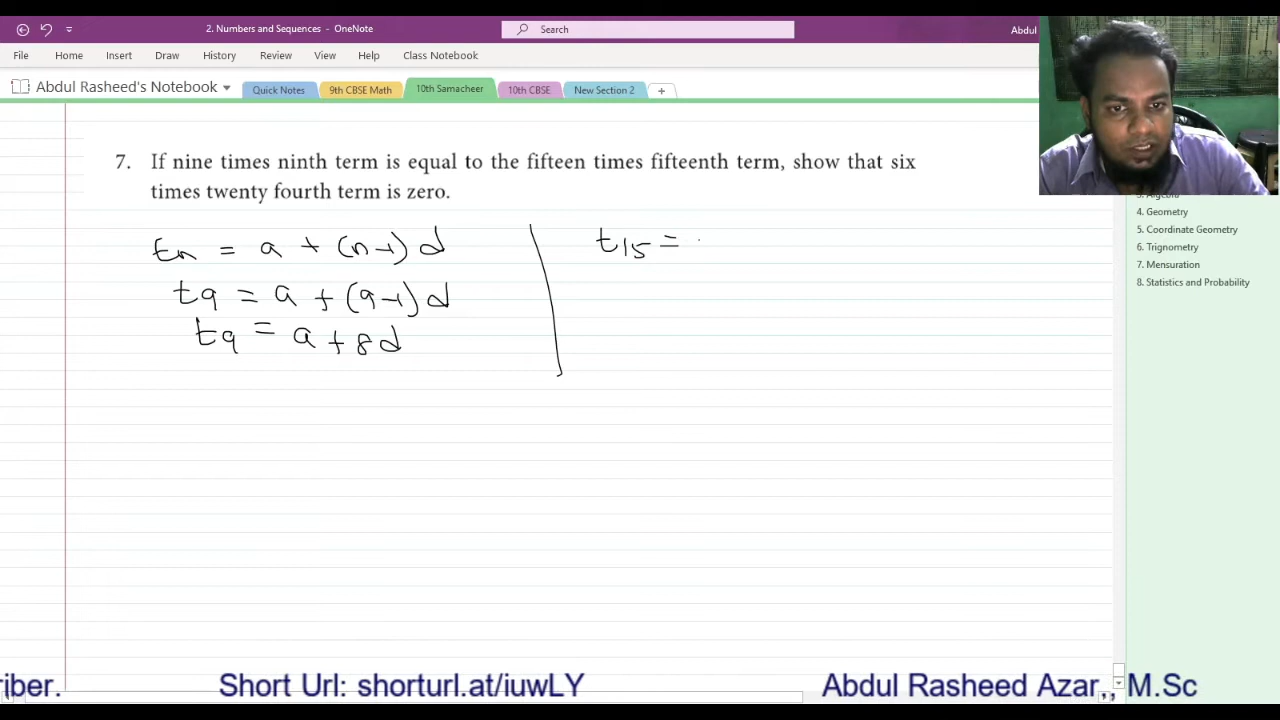 2. Numbers and Sequences - OneNote
Search
Abdul
File Home Insert Draw History Review View Help Class Notebook
Abdul Rasheed's Notebook
Quick Notes
9th CBSE Math
10th Samacheer
10th CBSE
New Section 2
+
7. If nine times ninth term is equal to the fifteen times fifteenth term, show that six
times twenty fourth term is zero.
tn = a + (n-1) d
t9 = a + (9-1) d
t9 = a + 8d
t15 =
3. Algebra
4. Geometry
5. Coordinate Geometry
6. Trignometry
7. Mensuration
8. Statistics and Probability
riber. Short Url: shorturl.at/iuwLY Abdul Rasheed Azar,, M.Sc